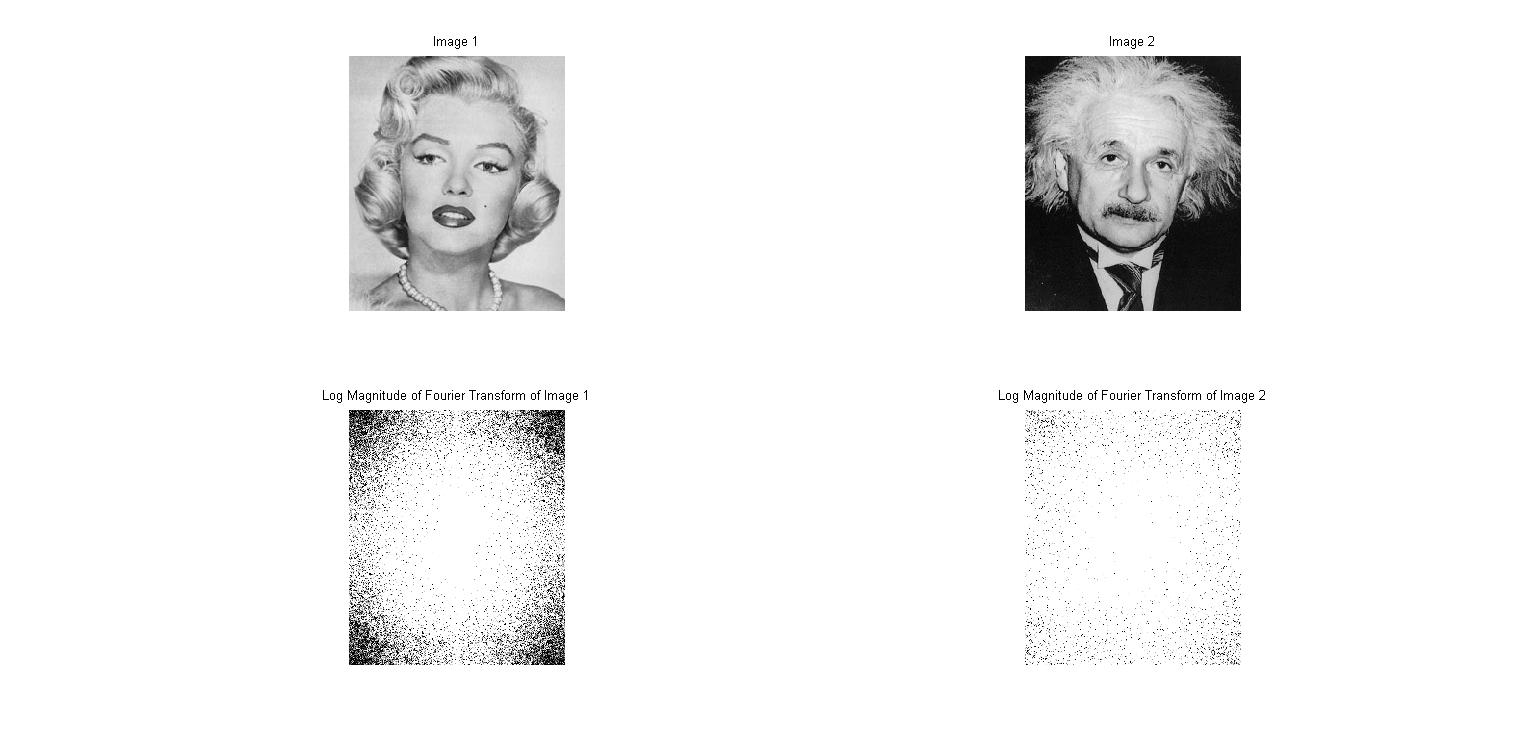 Image 1
Image 2
Log Magnitude of Fourier Transform of Image 1
Log Magnitude of Fourier Transform of Image 2